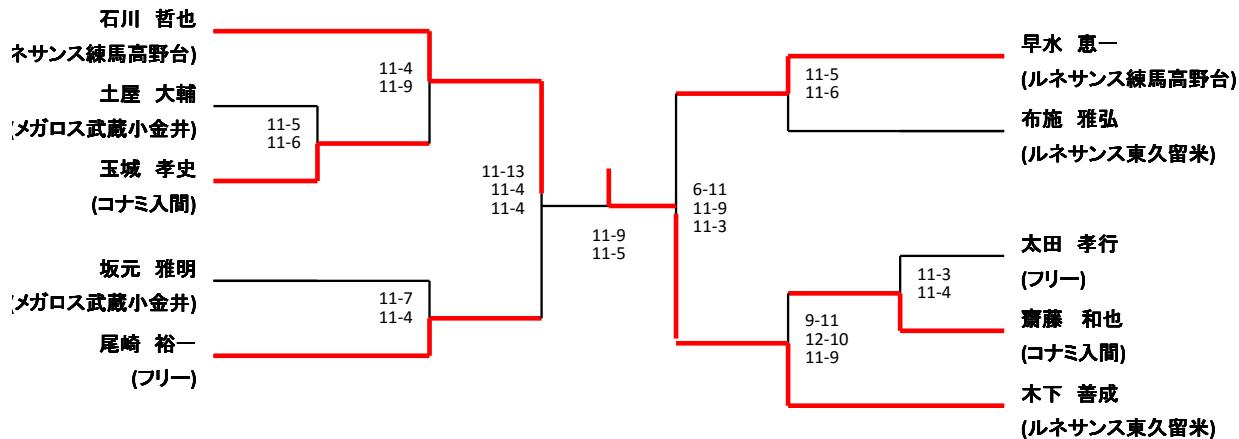 石川 哲也
ネサンス練馬高野台)
土屋 大輔
メガロス武蔵小金井)
玉城 孝史
(コナミ入間)
坂元 雅明
メガロス武蔵小金井)
尾崎 裕一
(フリー)
11-4
11-9
11-5
11-6
11-7
11-4
11-13
11-4
11-4
11-9
11-5
6-11
11-9
11-3
11-5
11-6
11-3
11-4
9-11
12-10
11-9
早水 恵一
(ルネサンス練馬高野台)
布施 雅弘
(ルネサンス東久留米)
太田 孝行
(フリー)
齋藤 和也
(コナミ入間)
木下 善成
(ルネサンス東久留米)